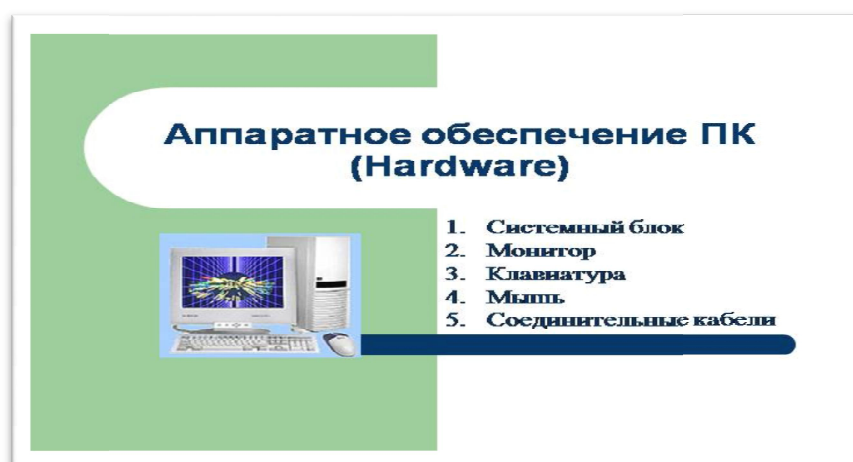 Аппаратное обеспечение ПК
(Hardware)
1. Системный блок
2. Монитор
3. Клавиатура
4. Мышь
5. Соединительные кабели